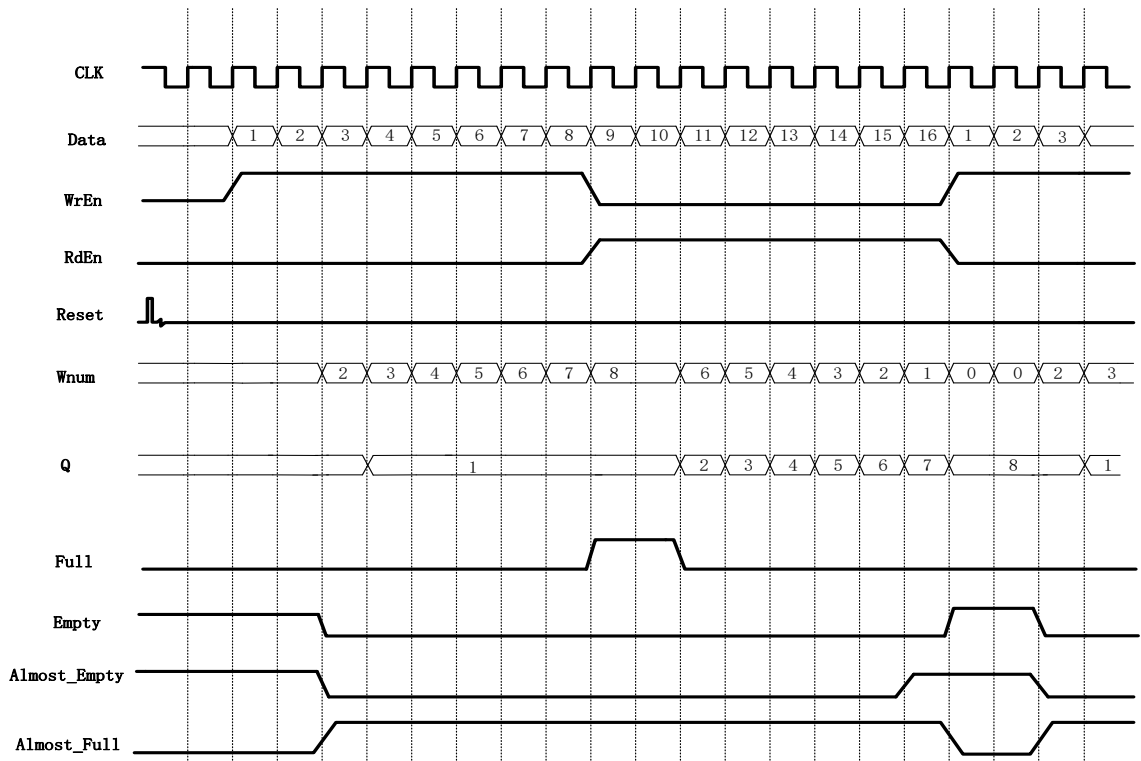 CLK
Data 1 2 3 4 5 6 7 8 9 10 11 12 13 14 15 16 1 2 3
WrEn
RdEn
Reset
Wnum 2 3 4 5 6 7 8 6 5 4 3 2 1 0 0 2 3
Q 1 2 3 4 5 6 7 8 1
Full
Empty
Almost_Empty
Almost_Full